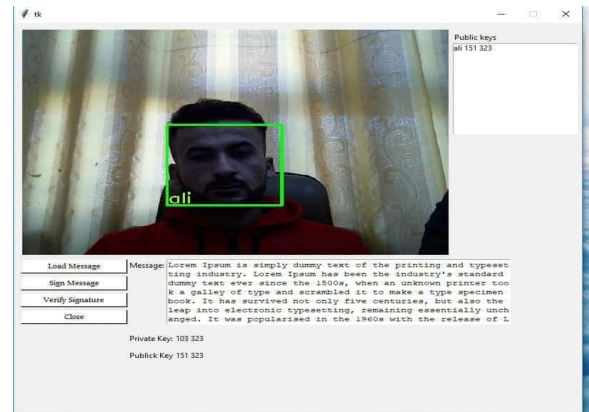 tk
Public keys
ali 151 323
ali
Load Message
Sign Message
Verify Signature
Close
Message:
Lorem Ipsum is simply dummy text of the printing and typeset
ting industry. Lorem Ipsum has been the industry's standard
dummy text ever since the 1500s, when an unknown printer too
k a galley of type and scrambled it to make a type specimen
book. It has survived not only five centuries, but also the
leap into electronic typesetting, remaining essentially unch
anged. It was popularised in the 1960s with the release of L
Private Key: 103 323
Publick Key 151 323